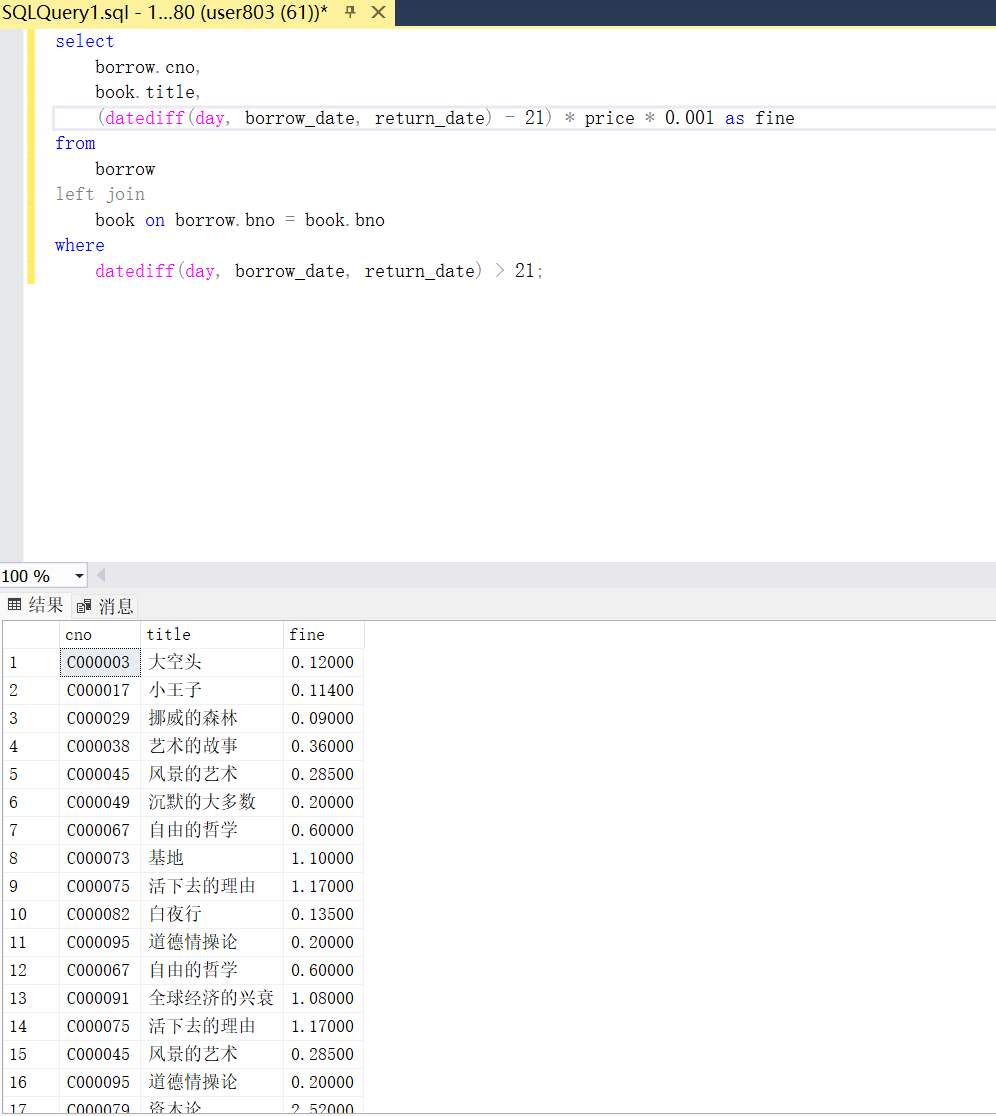 SQLQuery1.sql - 1...80 (user803 (61))*
select
borrow.cno,
book.title,
(datediff(day, borrow_date, return_date) - 21) * price * 0.001 as fine
from
borrow
left join
book on borrow.bno = book.bno
where
datediff(day, borrow_date, return_date) > 21;
100 %
结果 消息
cno title fine
1 C000003 大空头 0.12000
2 C000017 小王子 0.11400
3 C000029 挪威的森林 0.09000
4 C000038 艺术的故事 0.36000
5 C000045 风景的艺术 0.28500
6 C000049 沉默的大多数 0.20000
7 C000067 自由的哲学 0.60000
8 C000073 基地 1.10000
9 C000075 活下去的理由 1.17000
10 C000082 白夜行 0.13500
11 C000095 道德情操论 0.20000
12 C000067 自由的哲学 0.60000
13 C000091 全球经济的兴衰 1.08000
14 C000075 活下去的理由 1.17000
15 C000045 风景的艺术 0.28500
16 C000095 道德情操论 0.20000
17 C000079 资本论 2.52000